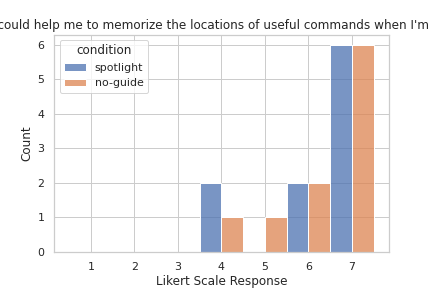 could help me to memorize the locations of useful commands when I'm
condition
spotlight
no-guide
6
5
4
3
2
1
0
Count
1 2 3 4 5 6 7
Likert Scale Response